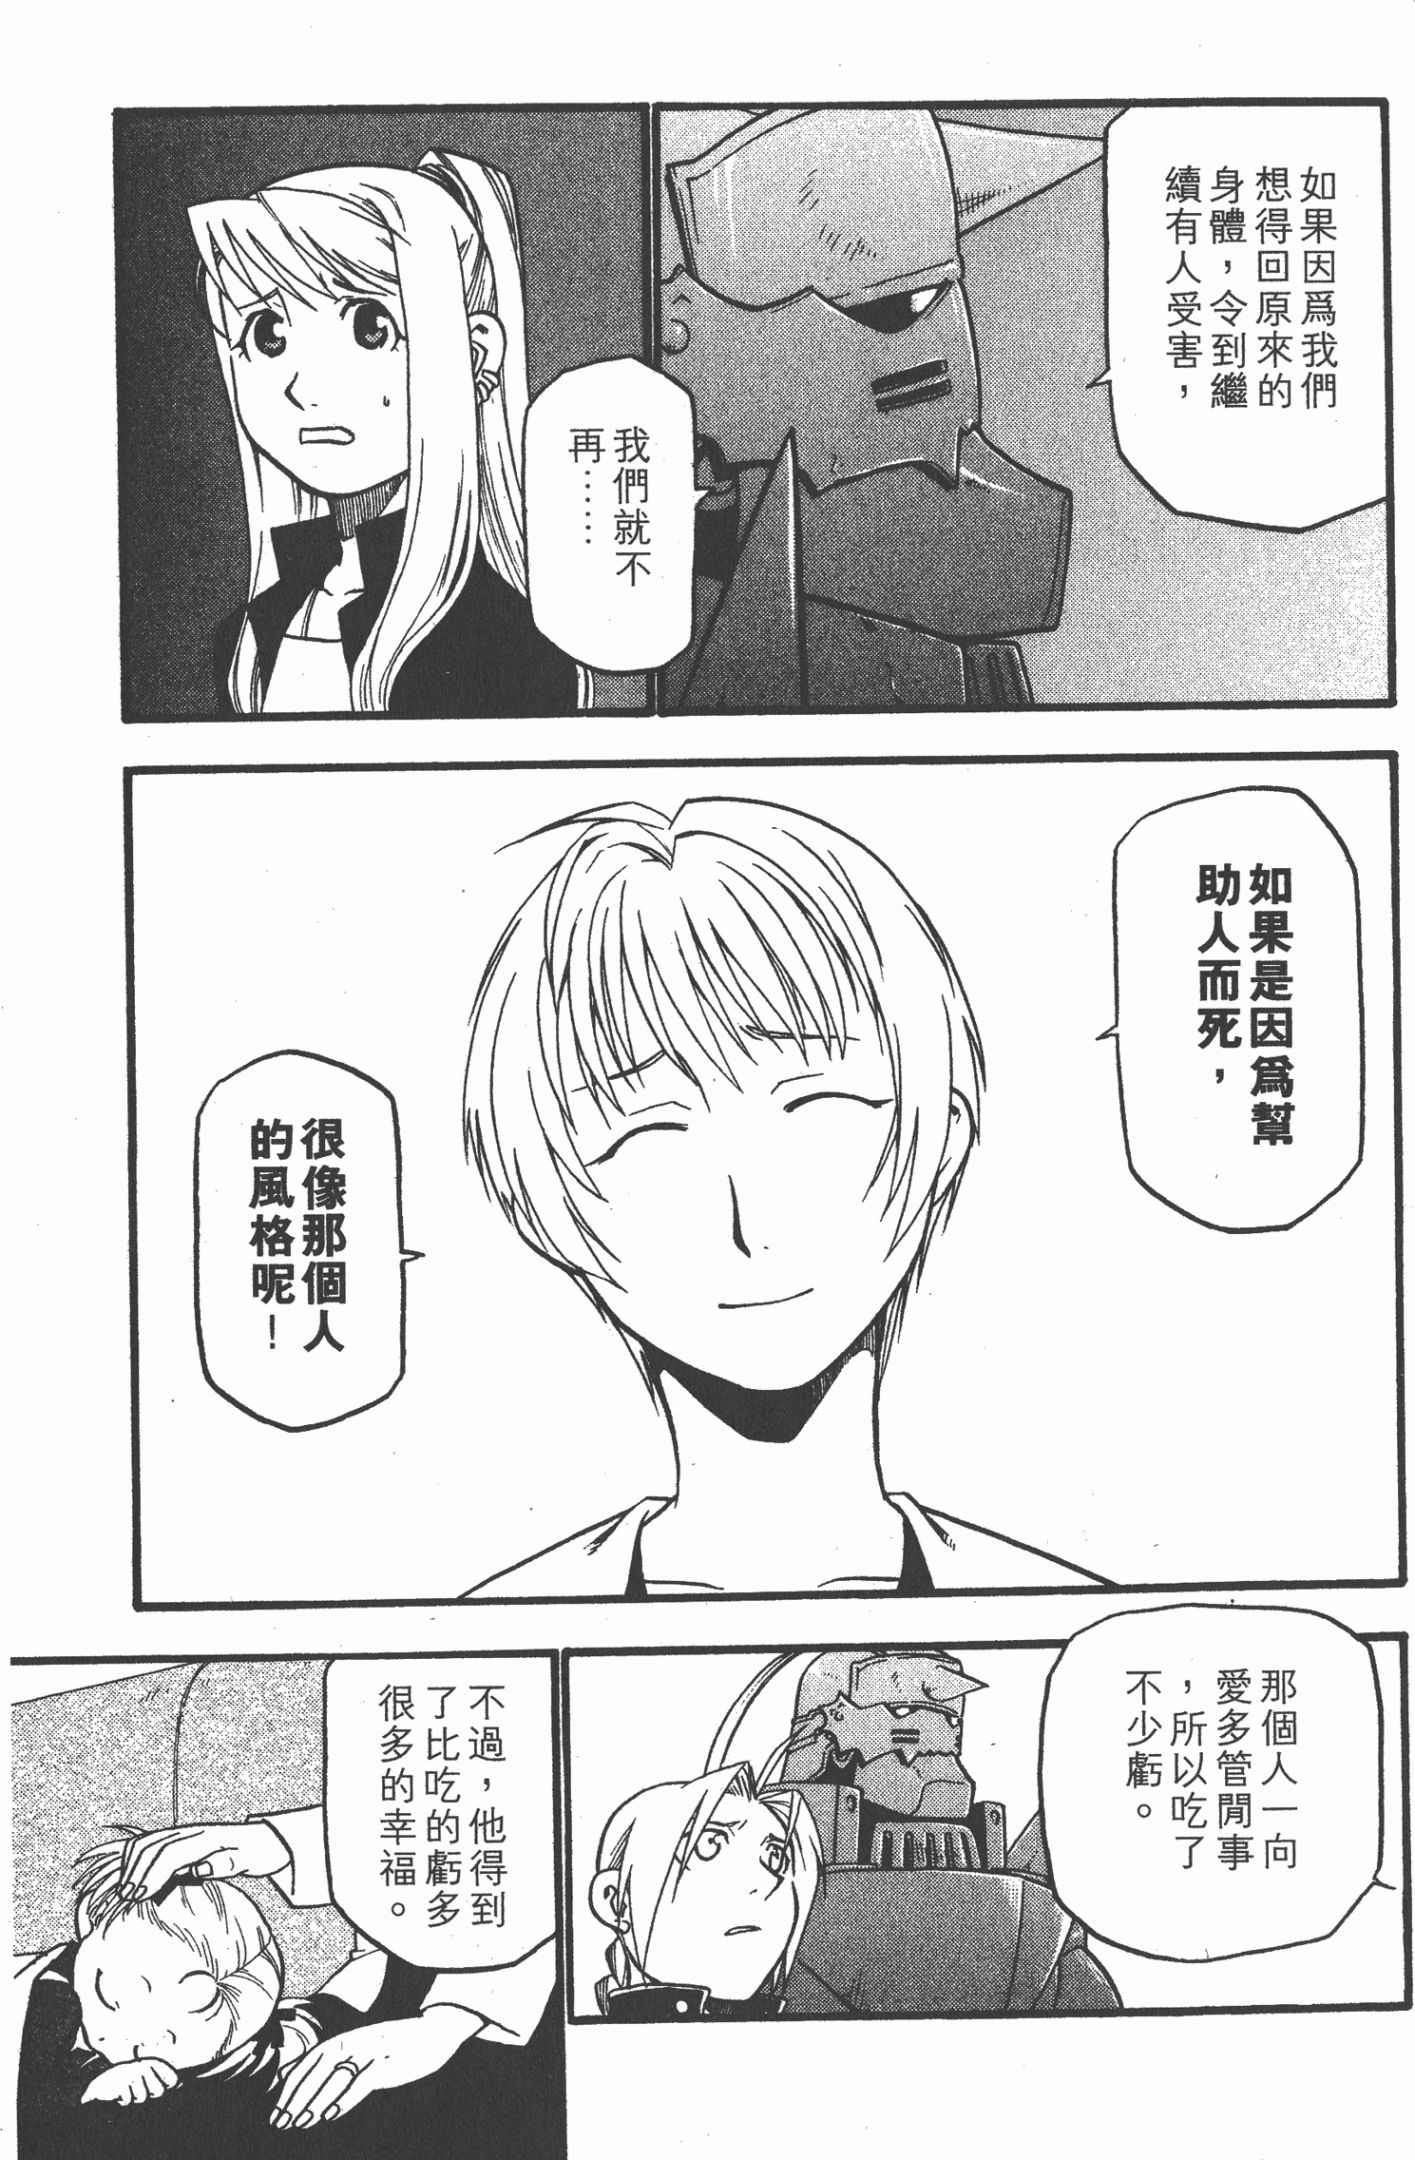 如果因爲我們
想得回原來的
身體，令到繼
續有人受害，
我們就不
再……
如果是因爲幫
助人而死，
很像那個人
的風格呢！
那個人一向
愛多管閒事
，所以吃了
不少虧。
不過，他得到
了比吃的虧多
很多的幸福。